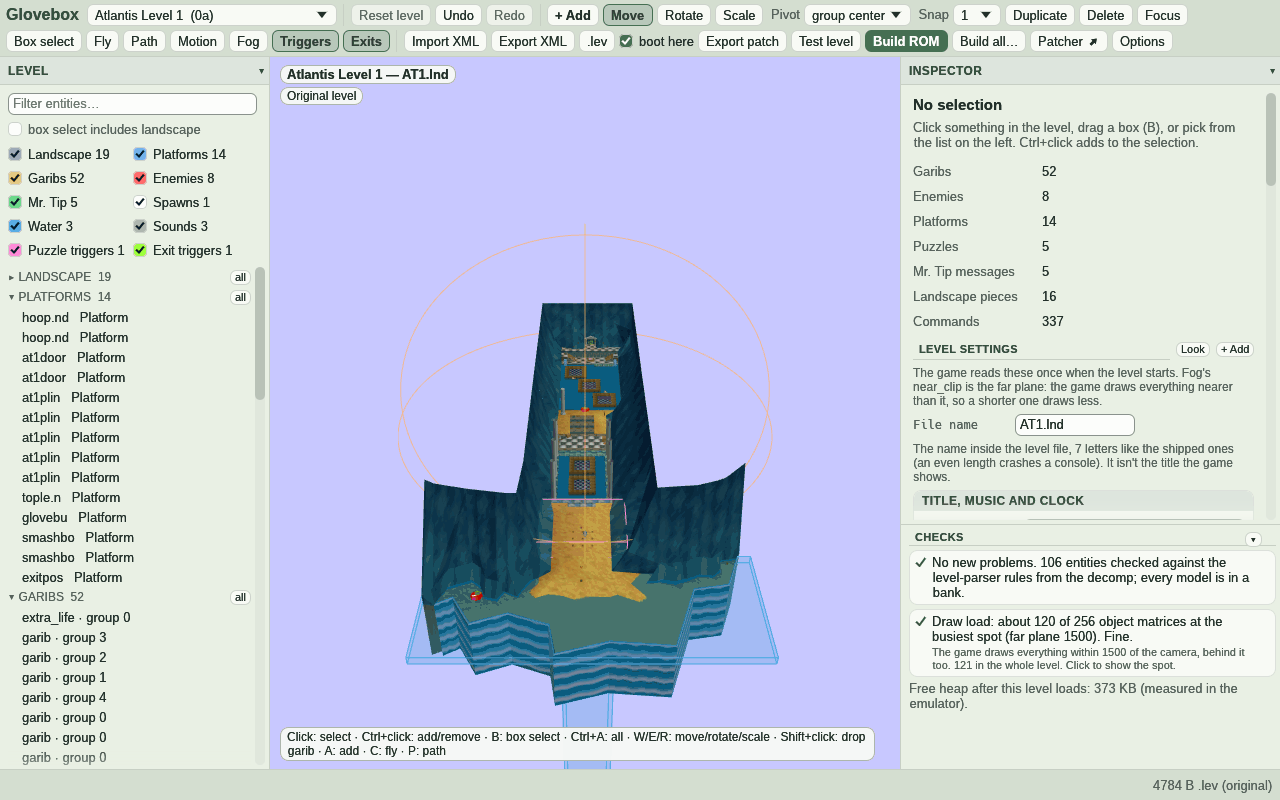 Glovebox Atlantis Level 1 (0a) Reset level Undo Redo + Add Move Rotate Scale Pivot group center Snap 1 Duplicate Delete Focus
Box select Fly Path Motion Fog Triggers Exits Import XML Export XML .lev boot here Export patch Test level Build ROM Build all… Patcher ⬈ Options
LEVEL
Filter entities…
box select includes landscape
Landscape 19 Platforms 14
Garibs 52 Enemies 8
Mr. Tip 5 Spawns 1
Water 3 Sounds 3
Puzzle triggers 1 Exit triggers 1
LANDSCAPE 19 all
PLATFORMS 14 all
hoop.nd Platform
hoop.nd Platform
at1door Platform
at1door Platform
at1plin Platform
at1plin Platform
at1plin Platform
at1plin Platform
at1plin Platform
tople.n Platform
glovebu Platform
smashbo Platform
smashbo Platform
exitpos Platform
GARIBS 52 all
extra_life · group 0
garib · group 3
garib · group 2
garib · group 1
garib · group 4
garib · group 0
garib · group 0
garib · group 0
Atlantis Level 1 — AT1.lnd
Original level
Click: select · Ctrl+click: add/remove · B: box select · Ctrl+A: all · W/E/R: move/rotate/scale · Shift+click: drop
garib · A: add · C: fly · P: path
INSPECTOR
No selection
Click something in the level, drag a box (B), or pick from
the list on the left. Ctrl+click adds to the selection.
Garibs 52
Enemies 8
Platforms 14
Puzzles 5
Mr. Tip messages 5
Landscape pieces 16
Commands 337
LEVEL SETTINGS Look + Add
The game reads these once when the level starts. Fog's
near_clip is the far plane: the game draws everything nearer
than it, so a shorter one draws less.
File name AT1.lnd
The name inside the level file, 7 letters like the shipped ones
(an even length crashes a console). It isn't the title the game
shows.
TITLE, MUSIC AND CLOCK
CHECKS
No new problems. 106 entities checked against the
level-parser rules from the decomp; every model is in a
bank.
Draw load: about 120 of 256 object matrices at the
busiest spot (far plane 1500). Fine.
The game draws everything within 1500 of the camera, behind it
too. 121 in the whole level. Click to show the spot.
Free heap after this level loads: 373 KB (measured in the
emulator).
4784 B .lev (original)